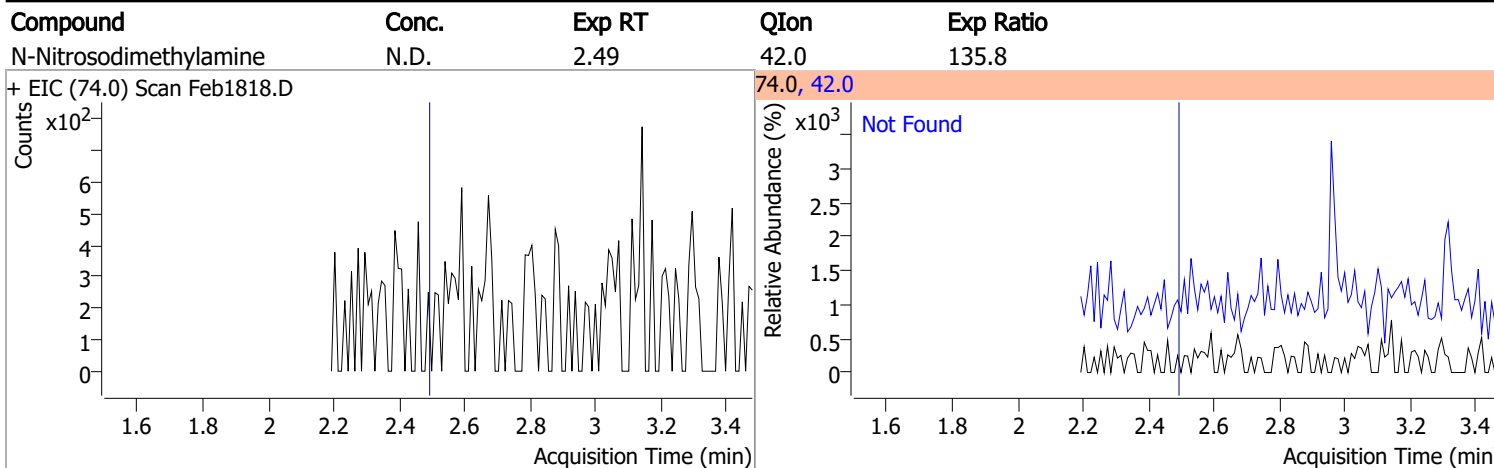 Compound Conc. Exp RT QIon Exp Ratio
N-Nitrosodimethylamine N.D. 2.49 42.0 135.8
+ EIC (74.0) Scan Feb1818.D
Counts
x10²
6
5
4
3
2
1
0
1.6 1.8 2 2.2 2.4 2.6 2.8 3 3.2 3.4
Acquisition Time (min)
74.0, 42.0
Relative Abundance (%)
x10³
Not Found
3
2.5
2
1.5
1
0.5
0
1.6 1.8 2 2.2 2.4 2.6 2.8 3 3.2 3.4
Acquisition Time (min)